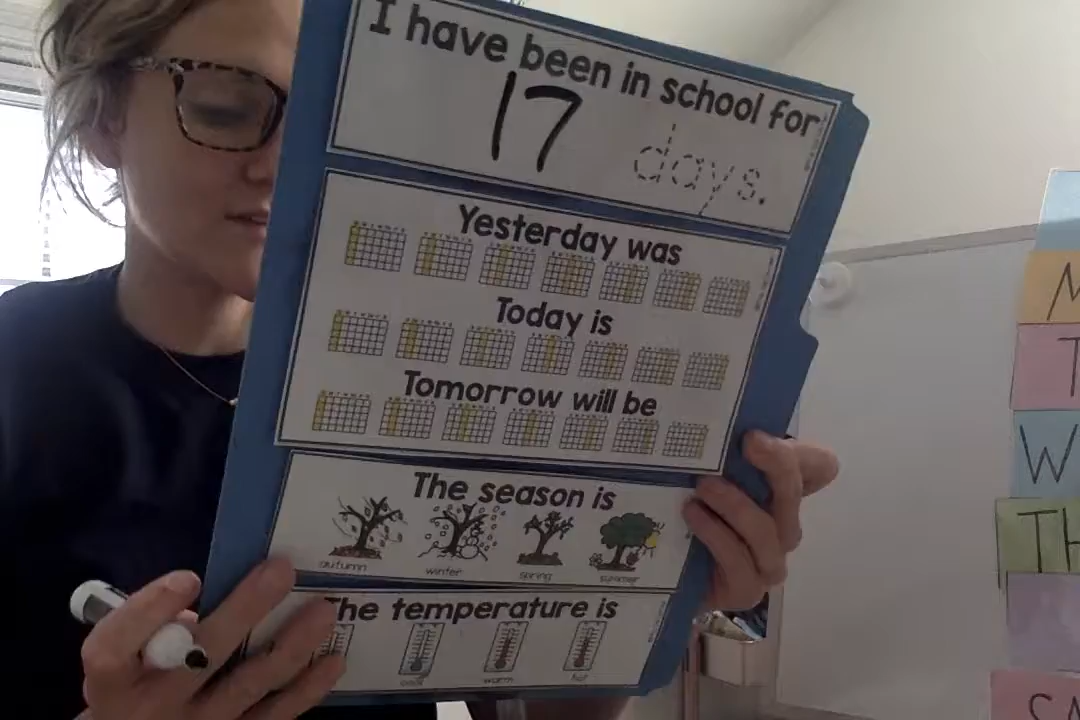 I have been in school for
17 days.
Yesterday was
Today is
Tomorrow will be
The season is
autumn winter spring summer
The temperature is
cool warm hot
M
T
W
TH